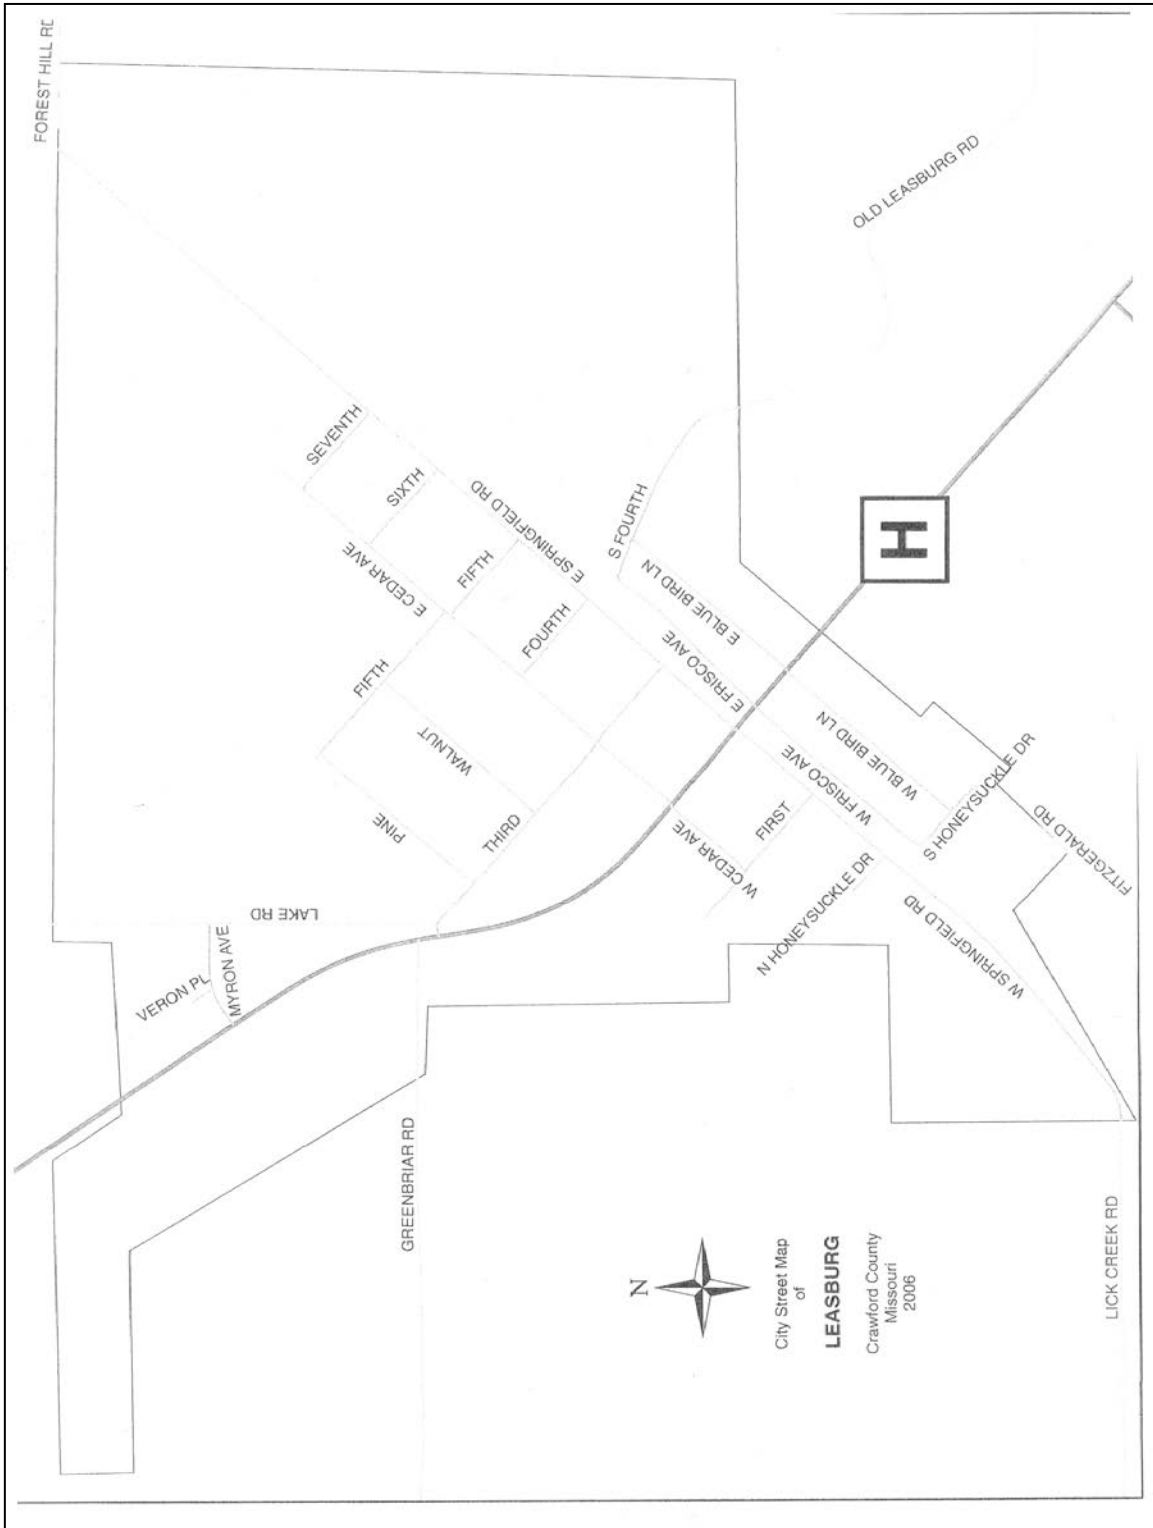 FOREST HILL RD
OLD LEASBURG RD
SEVENTH
SIXTH
E SPRINGFIELD RD
E CEDAR AVE
FIFTH
FOURTH
S FOURTH
E BLUE BIRD LN
E FRISCO AVE
H
FIFTH
WALNUT
PINE
THIRD
W BLUE BIRD LN
W FRISCO AVE
FIRST
W CEDAR AVE
S HONEYSUCKLE DR
FITZGERALD RD
N HONEYSUCKLE DR
W SPRINGFIELD RD
LAKE RD
MYRON AVE
VERON PL
GREENBRIAR RD
LICK CREEK RD
N
City Street Map
of
LEASBURG
Crawford County
Missouri
2006